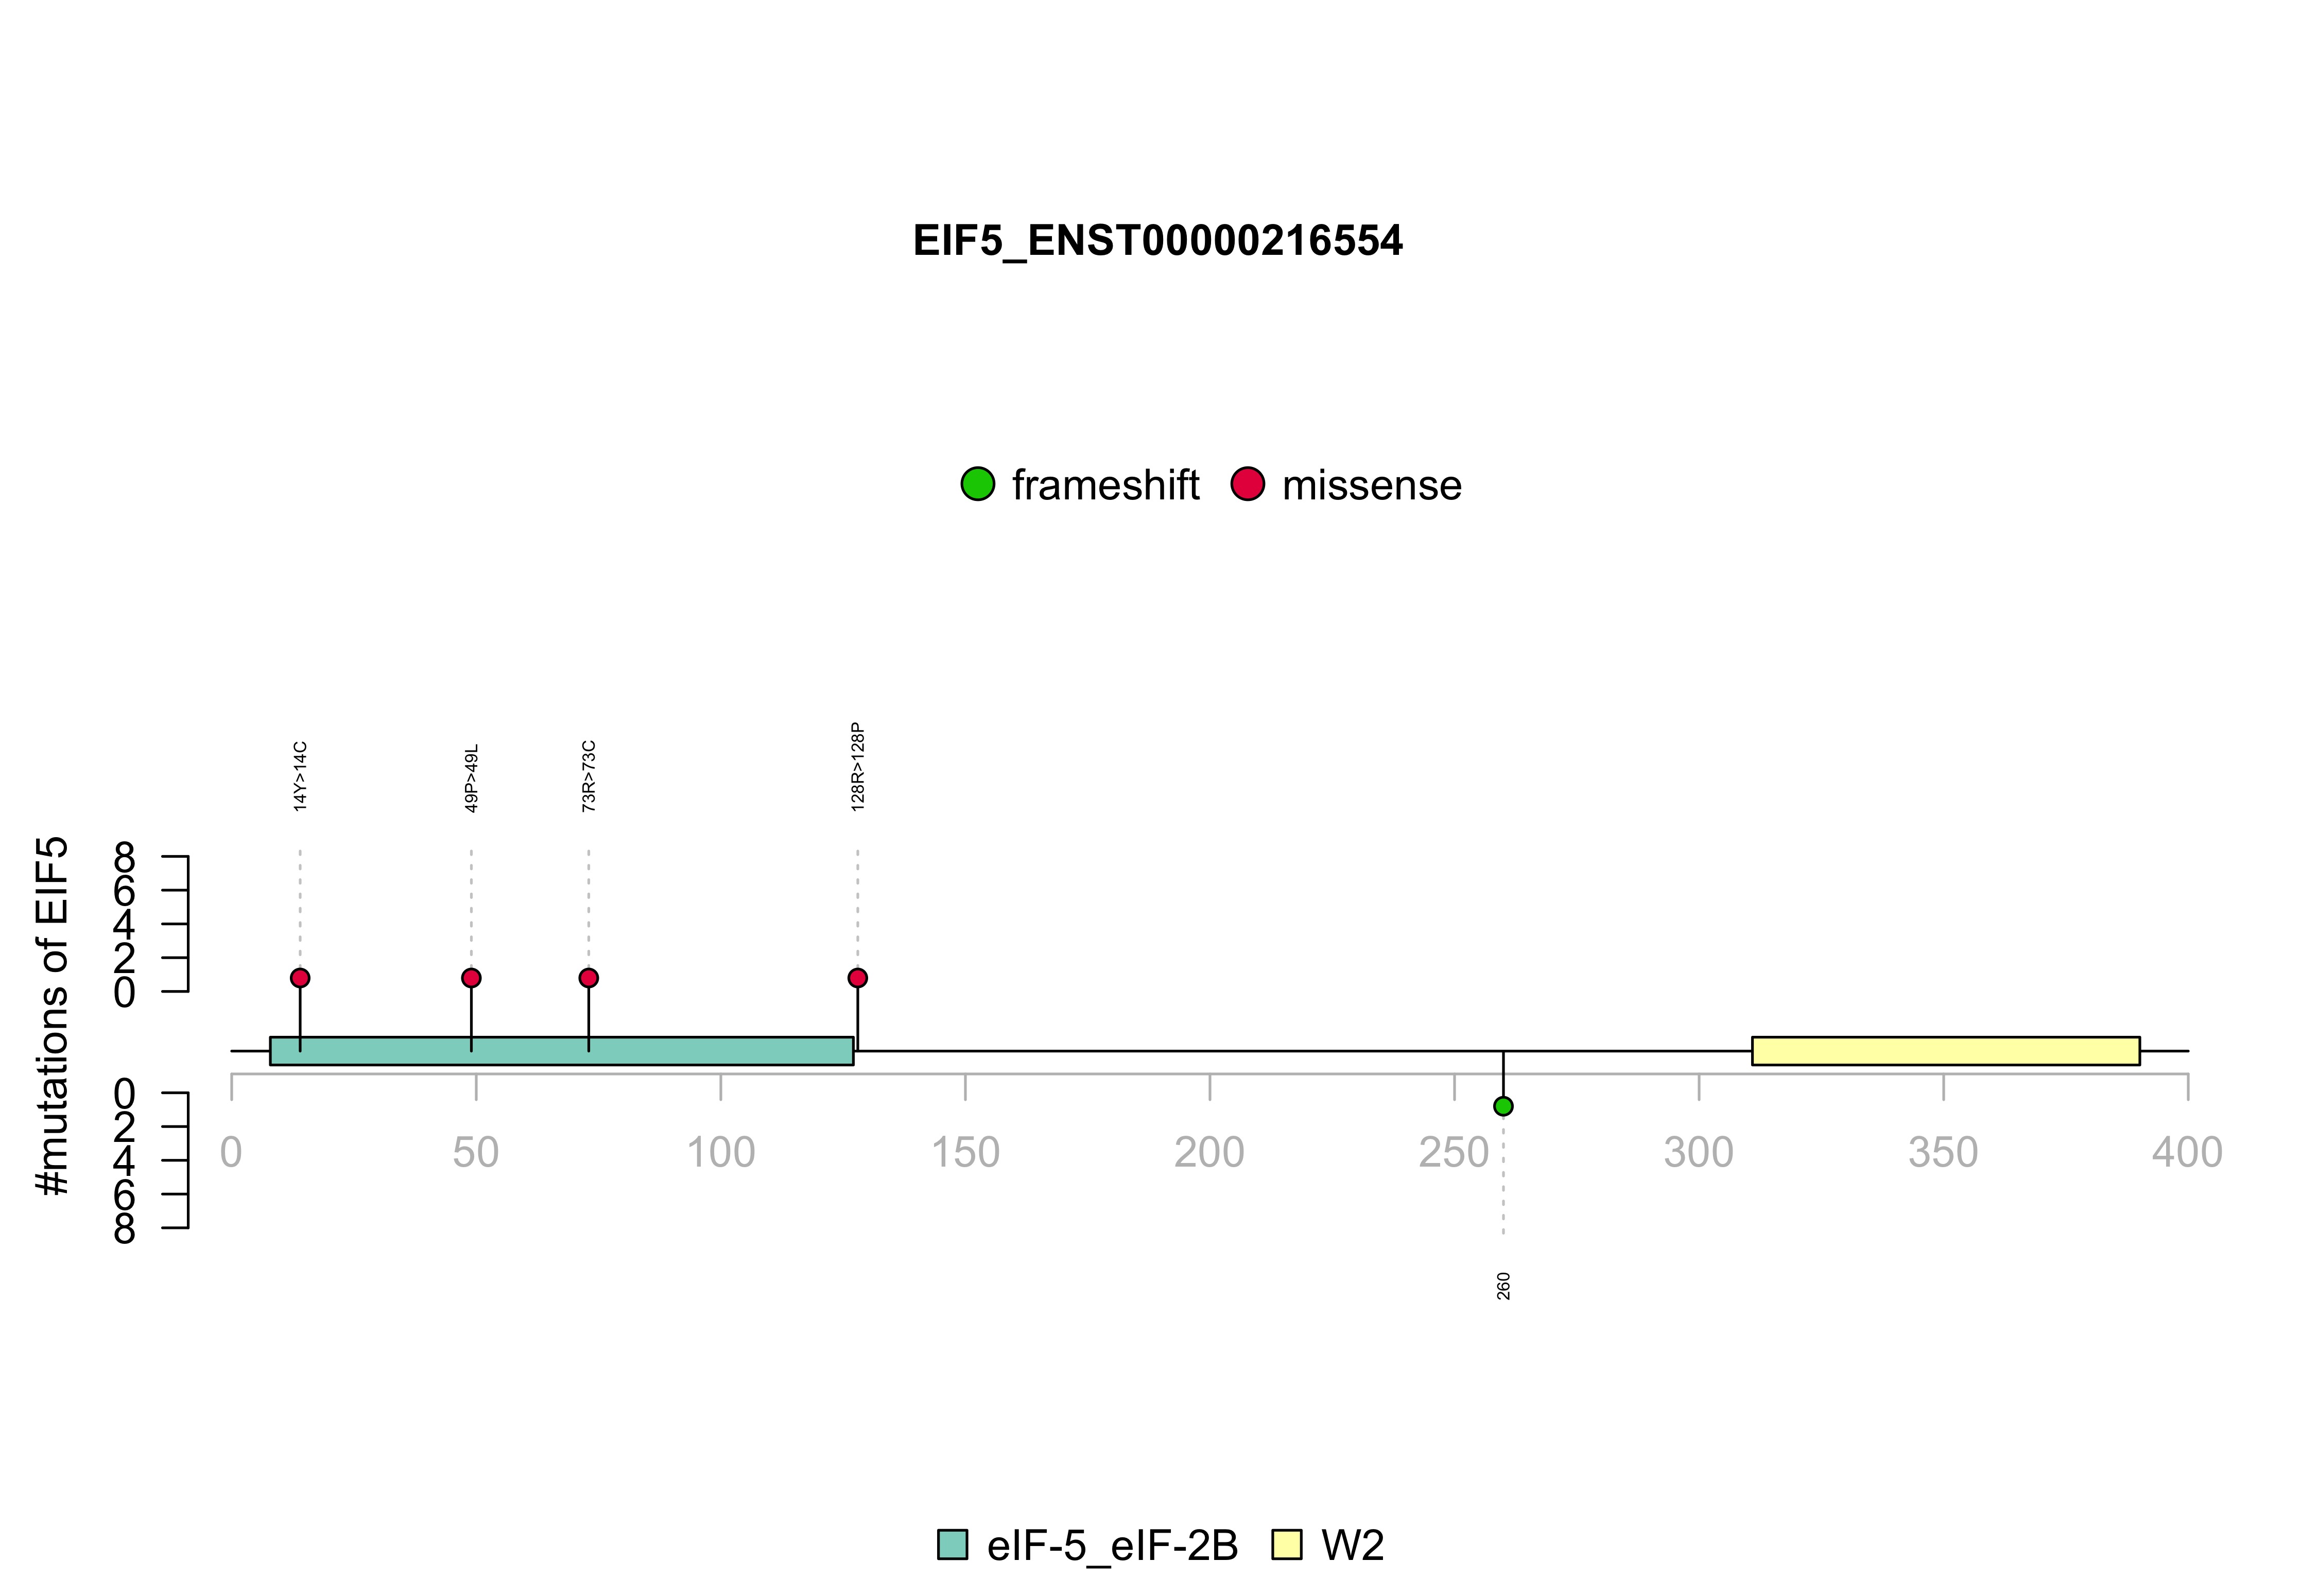 EIF5_ENST00000216554
frameshift missense
14Y>14C 49P>49L 73R>73C 128R>128P
#mutations of EIF5
8
6
4
2
0
0
2
4
6
8
0 50 100 150 200 250 300 350 400
260
eIF-5_eIF-2B W2